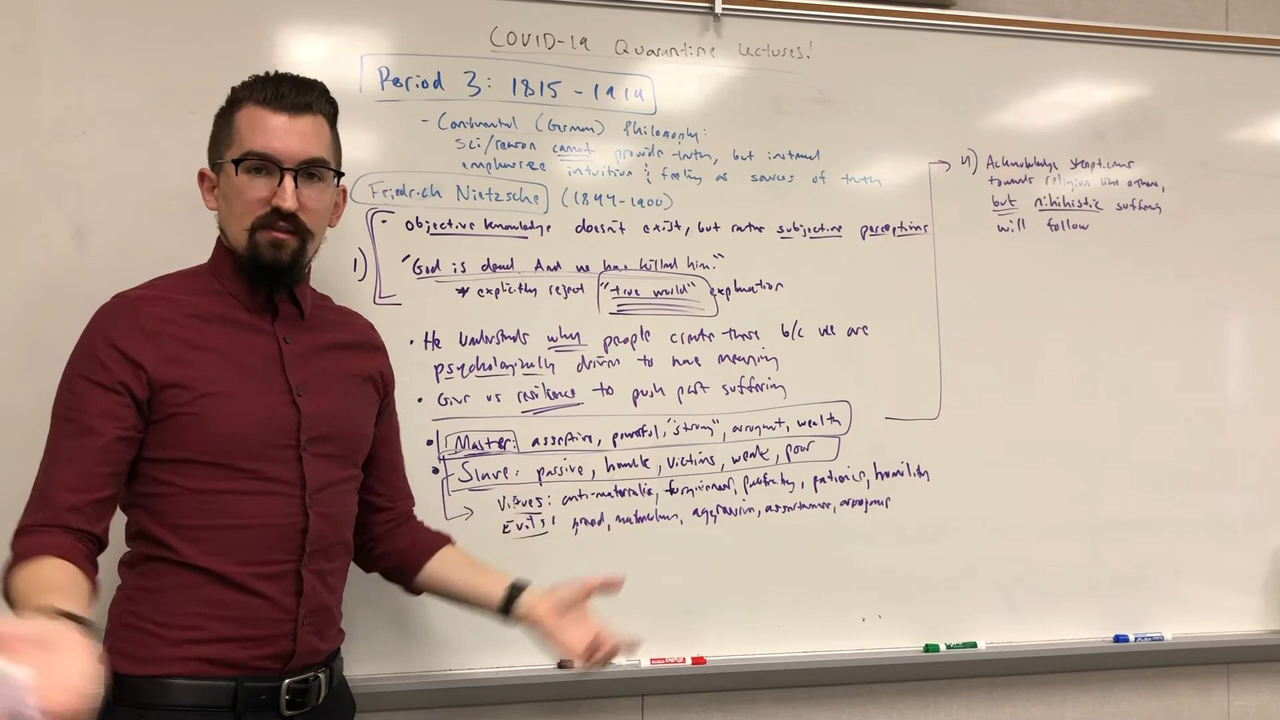 COVID-19 Quarantine Lectures!
Period 3: 1815 - 1914
- Continental (German) Philosophy:
sci/reason cannot provide truth, but instead
emphasize intuition & feeling as sources of truth
Friedrich Nietzsche (1844-1900)
- objective knowledge doesn't exist, but rather subjective perceptions
1) "God is dead. And we have killed him."
* explicitly reject "true world" explanation
• He understands why people create these b/c we are
psychologically driven to have meaning
• Give us resilience to push past suffering
• Master: assertive, powerful, "strong", arrogant, wealth
• Slave: passive, humble, victims, weak, poor
Virtues: anti-materialism, forgiveness, patience, humility
Evils: greed, materialism, aggression, assertiveness, arrogance
4) Acknowledge skepticism
towards religion like others,
but nihilistic suffering
will follow